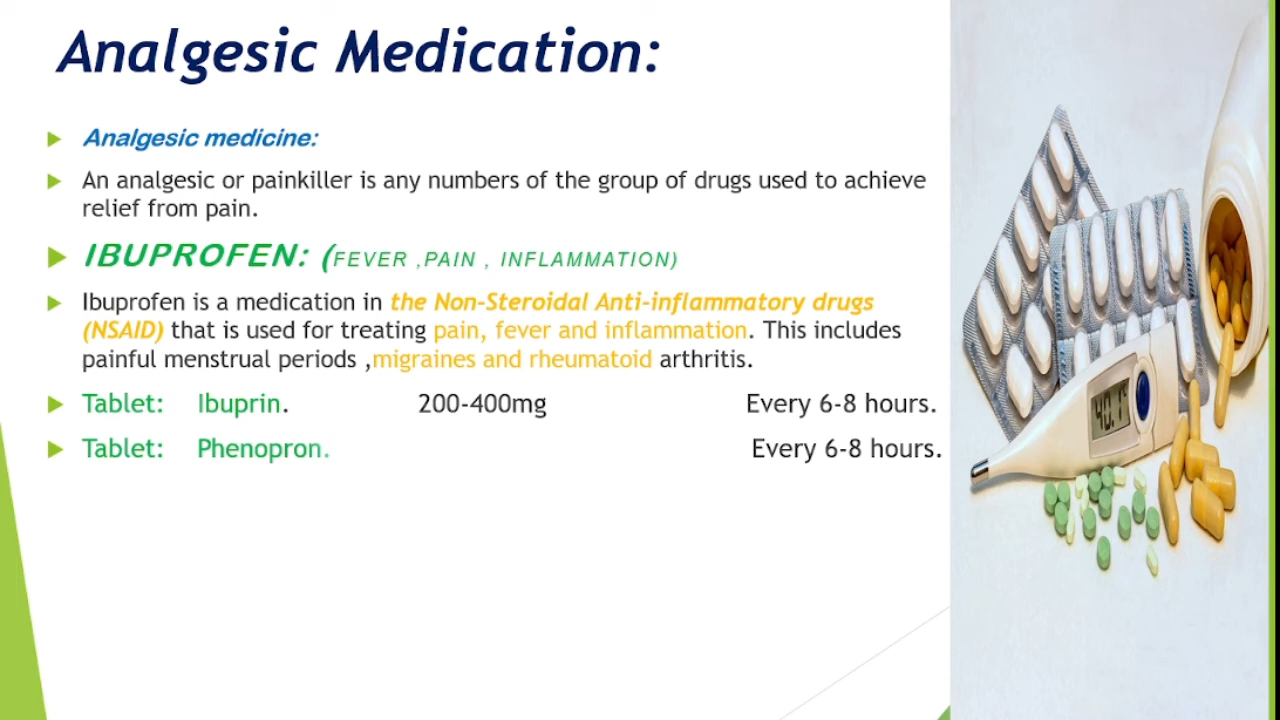 Analgesic Medication:
Analgesic medicine:
An analgesic or painkiller is any numbers of the group of drugs used to achieve
relief from pain.
IBUPROFEN: (FEVER ,PAIN , INFLAMMATION)
Ibuprofen is a medication in the Non-Steroidal Anti-inflammatory drugs
(NSAID) that is used for treating pain, fever and inflammation. This includes
painful menstrual periods ,migraines and rheumatoid arthritis.
Tablet: Ibuprin. 200-400mg Every 6-8 hours.
Tablet: Phenopron. Every 6-8 hours.
40.1°